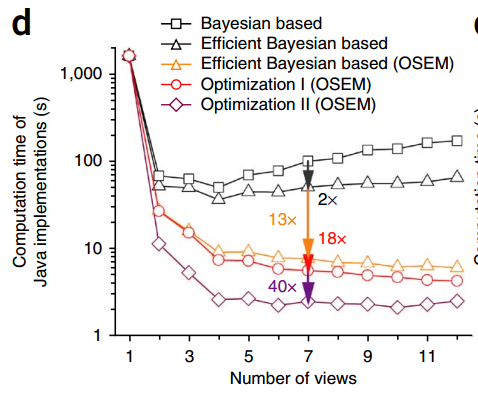 d
Bayesian based
Efficient Bayesian based
Efficient Bayesian based (OSEM)
Optimization I (OSEM)
Optimization II (OSEM)
Computation time of
Java implementations (s)
1,000
100
10
1
2×
13×
18×
40×
1 3 5 7 9 11
Number of views